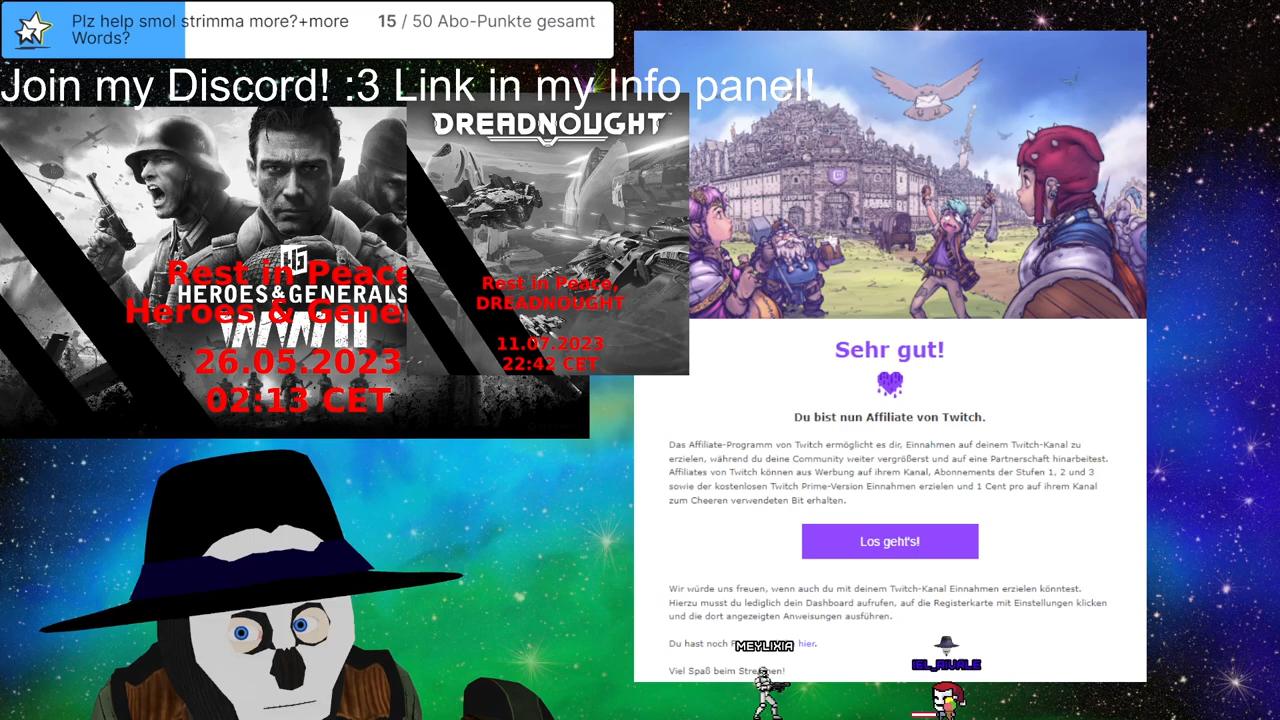 Plz help smol strimma more?+more
Words?
15 / 50 Abo-Punkte gesamt
Join my Discord! :3 Link in my Info panel!
DREADNOUGHT
Rest in Peace
HEROES & GENERALS
Heroes & Gener
WWII
26.05.2023
02:13 CET
Rest in Peace,
DREADNOUGHT
11.07.2023
22:42 CET
Sehr gut!
Du bist nun Affiliate von Twitch.
Das Affiliate-Programm von Twitch ermöglicht es dir, Einnahmen auf deinem Twitch-Kanal zu
erzielen, während du deine Community weiter vergrößerst und auf eine Partnerschaft hinarbeitest.
Affiliates von Twitch können aus Werbung auf ihrem Kanal, Abonnements der Stufen 1, 2 und 3
sowie der kostenlosen Twitch Prime-Version Einnahmen erzielen und 1 Cent pro auf ihrem Kanal
zum Cheeren verwendeten Bit erhalten.
Los geht's!
Wir würde uns freuen, wenn auch du mit deinem Twitch-Kanal Einnahmen erzielen könntest.
Hierzu musst du lediglich dein Dashboard aufrufen, auf die Registerkarte mit Einstellungen klicken
und die dort angezeigten Anweisungen ausführen.
Du hast noch hier.
MEYLIXIA
Viel Spaß beim Streamen!